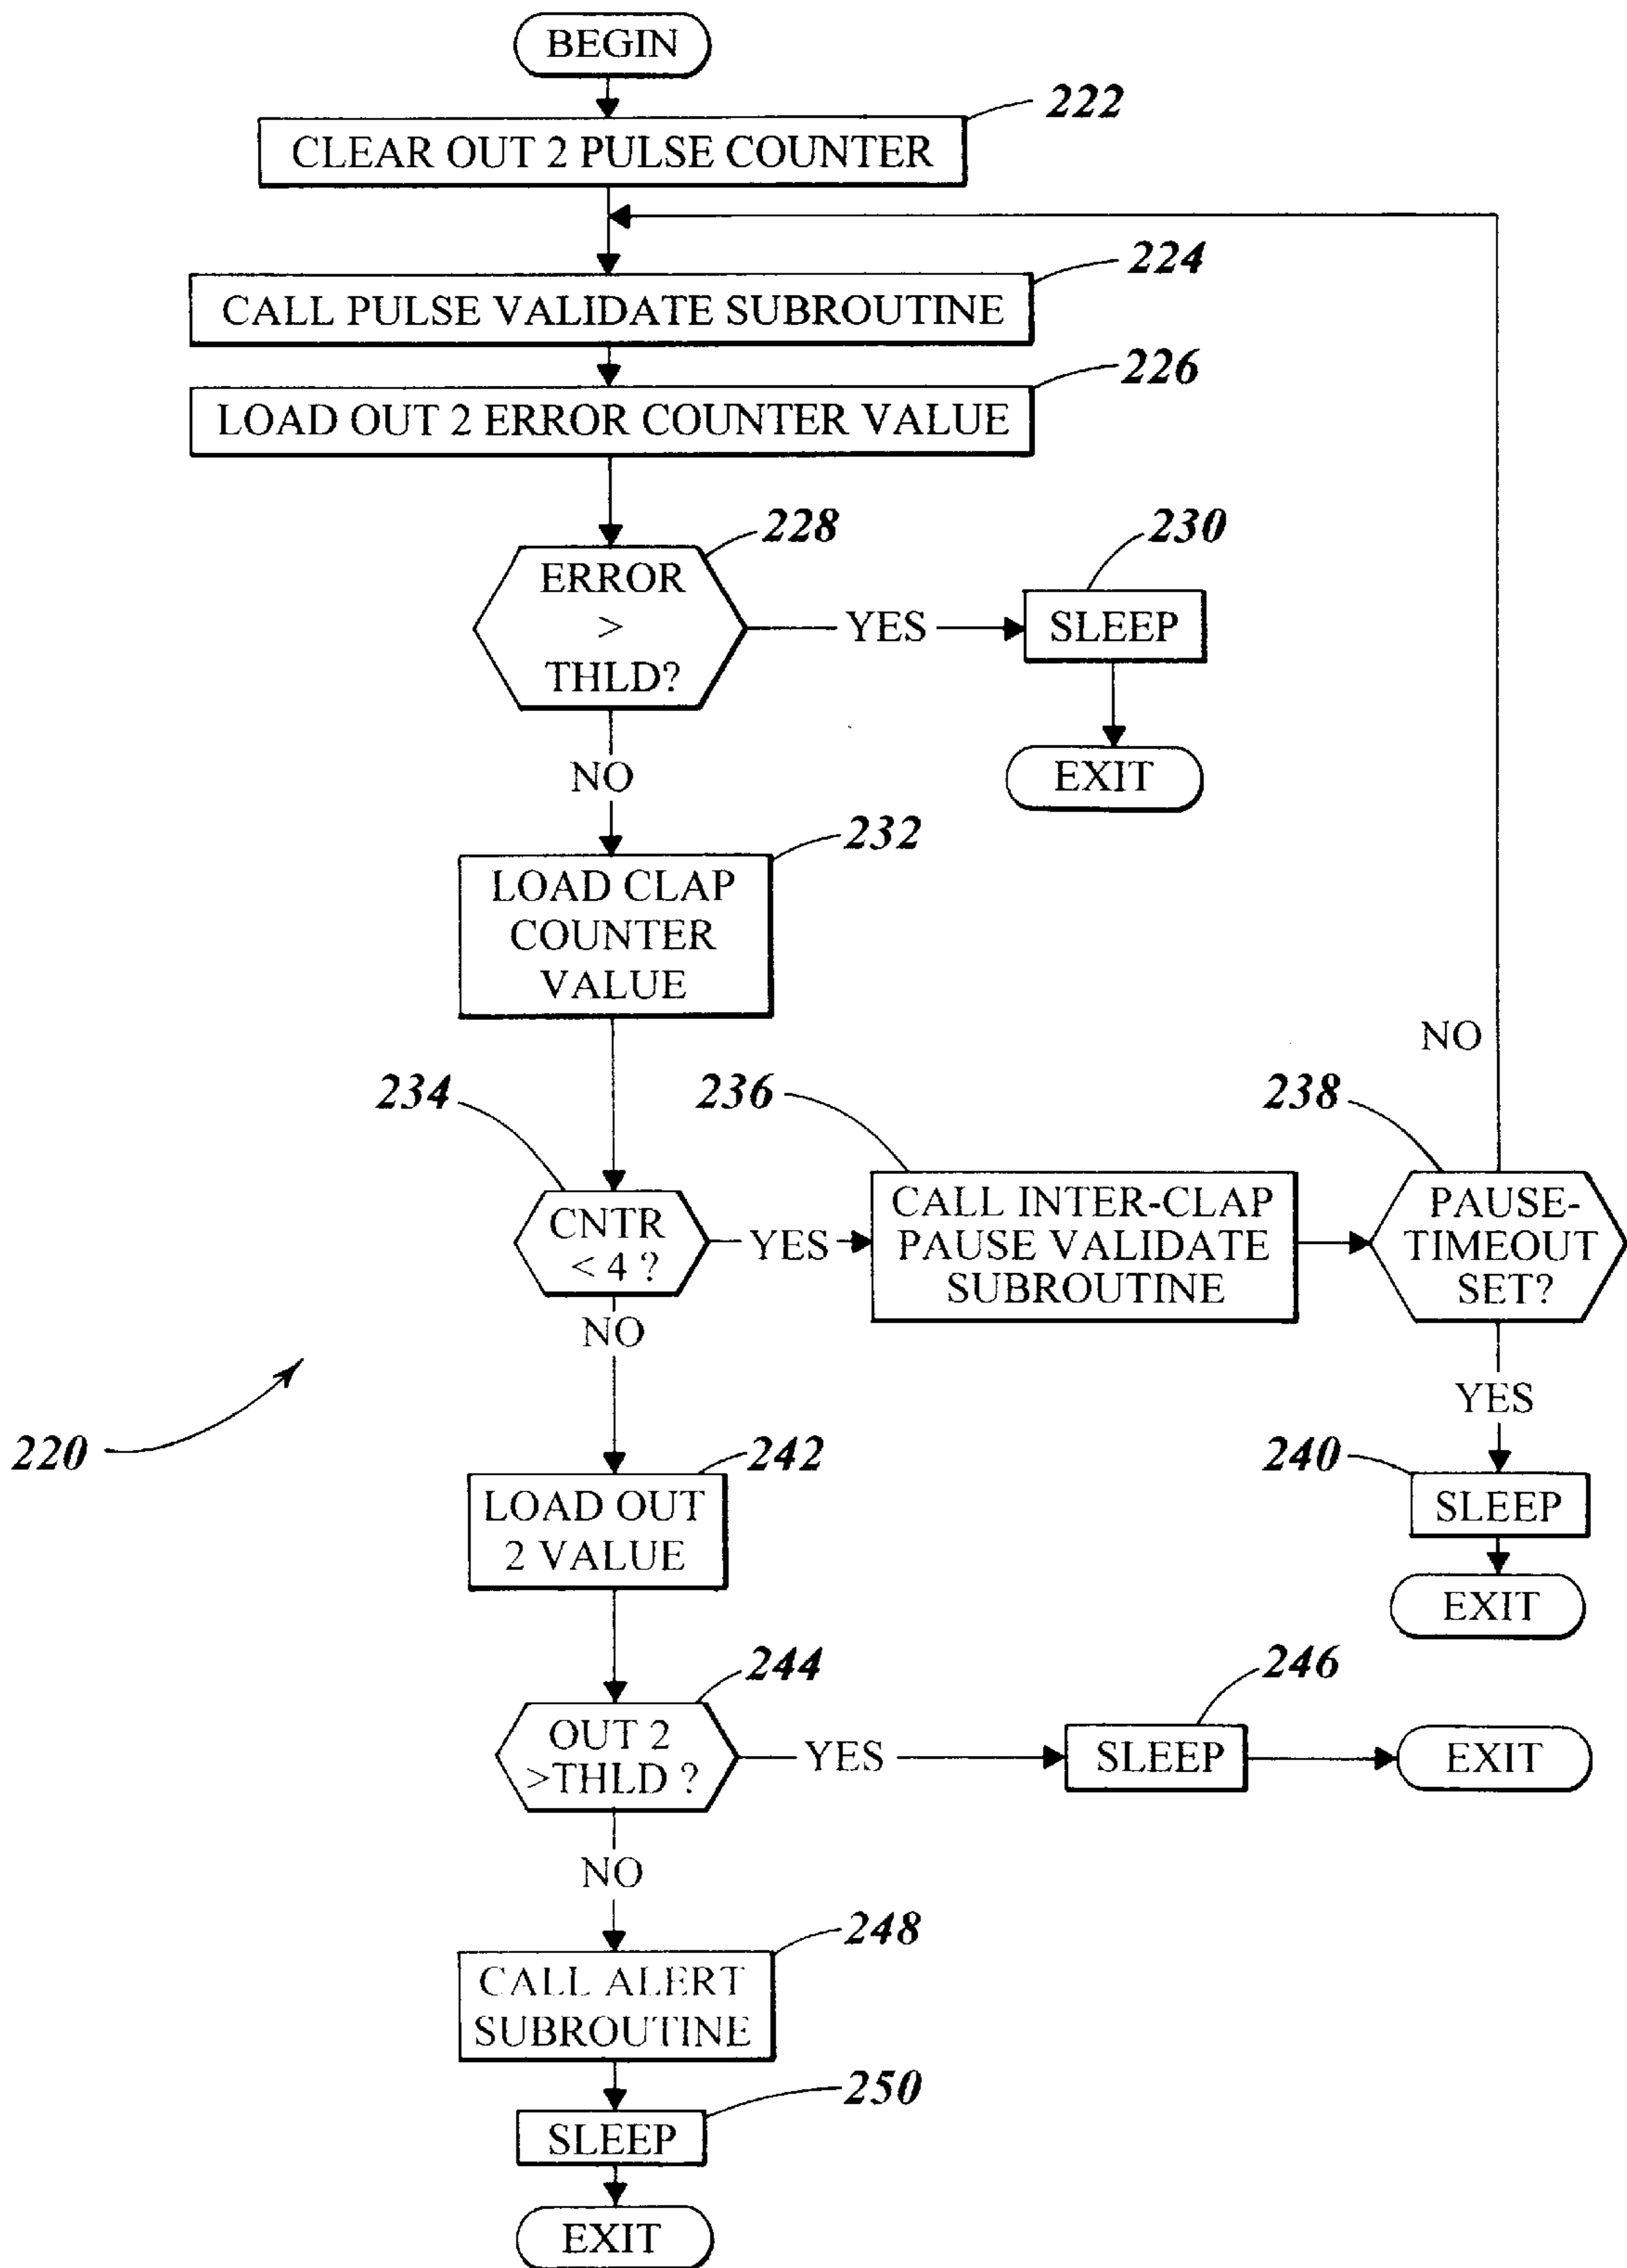 BEGIN
222
CLEAR OUT 2 PULSE COUNTER
224
CALL PULSE VALIDATE SUBROUTINE
226
LOAD OUT 2 ERROR COUNTER VALUE
228
ERROR
>
THLD?
YES
230
SLEEP
EXIT
NO
232
LOAD CLAP
COUNTER
VALUE
234
CNTR
< 4 ?
YES
236
CALL INTER-CLAP
PAUSE VALIDATE
SUBROUTINE
238
PAUSE-
TIMEOUT
SET?
NO
YES
240
SLEEP
EXIT
NO
220
242
LOAD OUT
2 VALUE
244
OUT 2
>THLD ?
YES
246
SLEEP
EXIT
NO
248
CALL ALERT
SUBROUTINE
250
SLEEP
EXIT